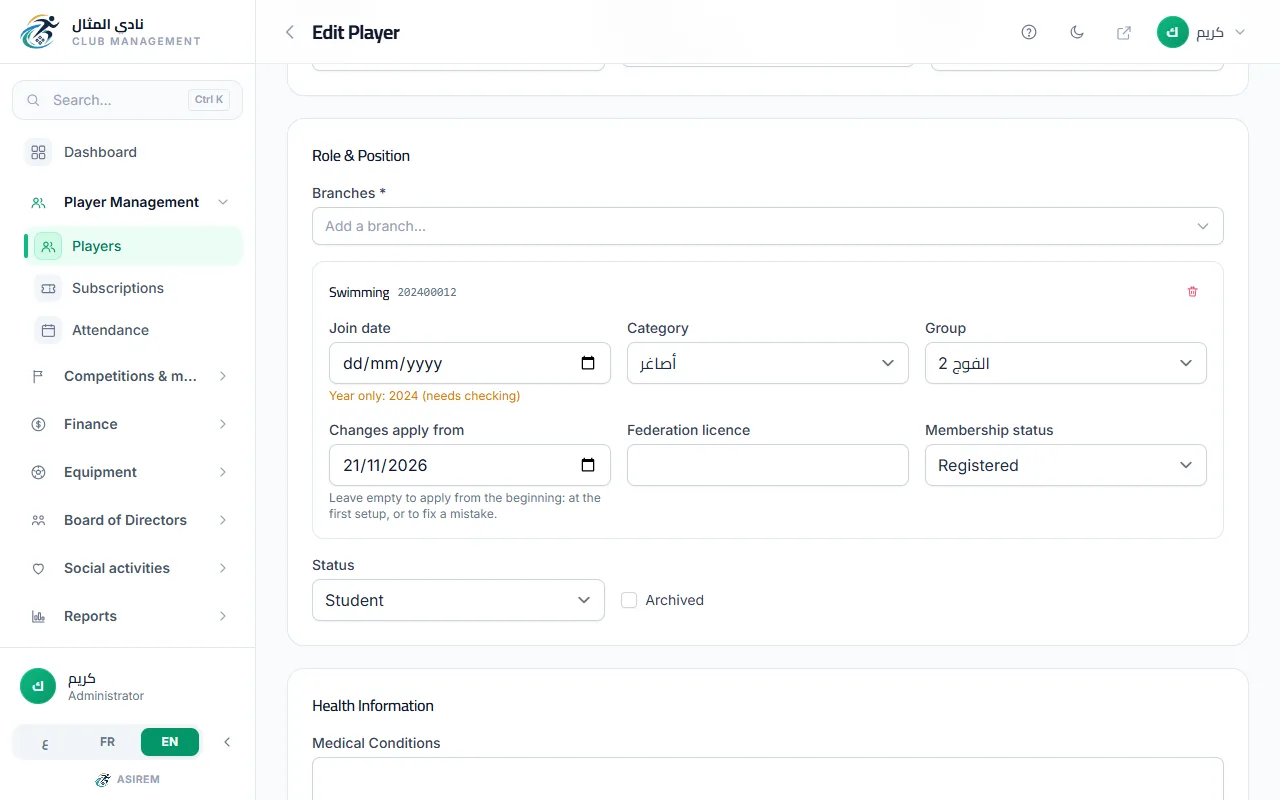 نادي المثال
CLUB MANAGEMENT
Search...
Ctrl K
Dashboard
Player Management
Players
Subscriptions
Attendance
Competitions & m...
Finance
Equipment
Board of Directors
Social activities
Reports
ك
كريم
Administrator
ع
FR
EN
ASIREM
Edit Player
ك
كريم
Role & Position
Branches *
Add a branch...
Swimming 202400012
Join date
Category
Group
dd/mm/yyyy
أصاغر
الفوج 2
Year only: 2024 (needs checking)
Changes apply from
Federation licence
Membership status
21/11/2026
Registered
Leave empty to apply from the beginning: at the
first setup, or to fix a mistake.
Status
Student
Archived
Health Information
Medical Conditions